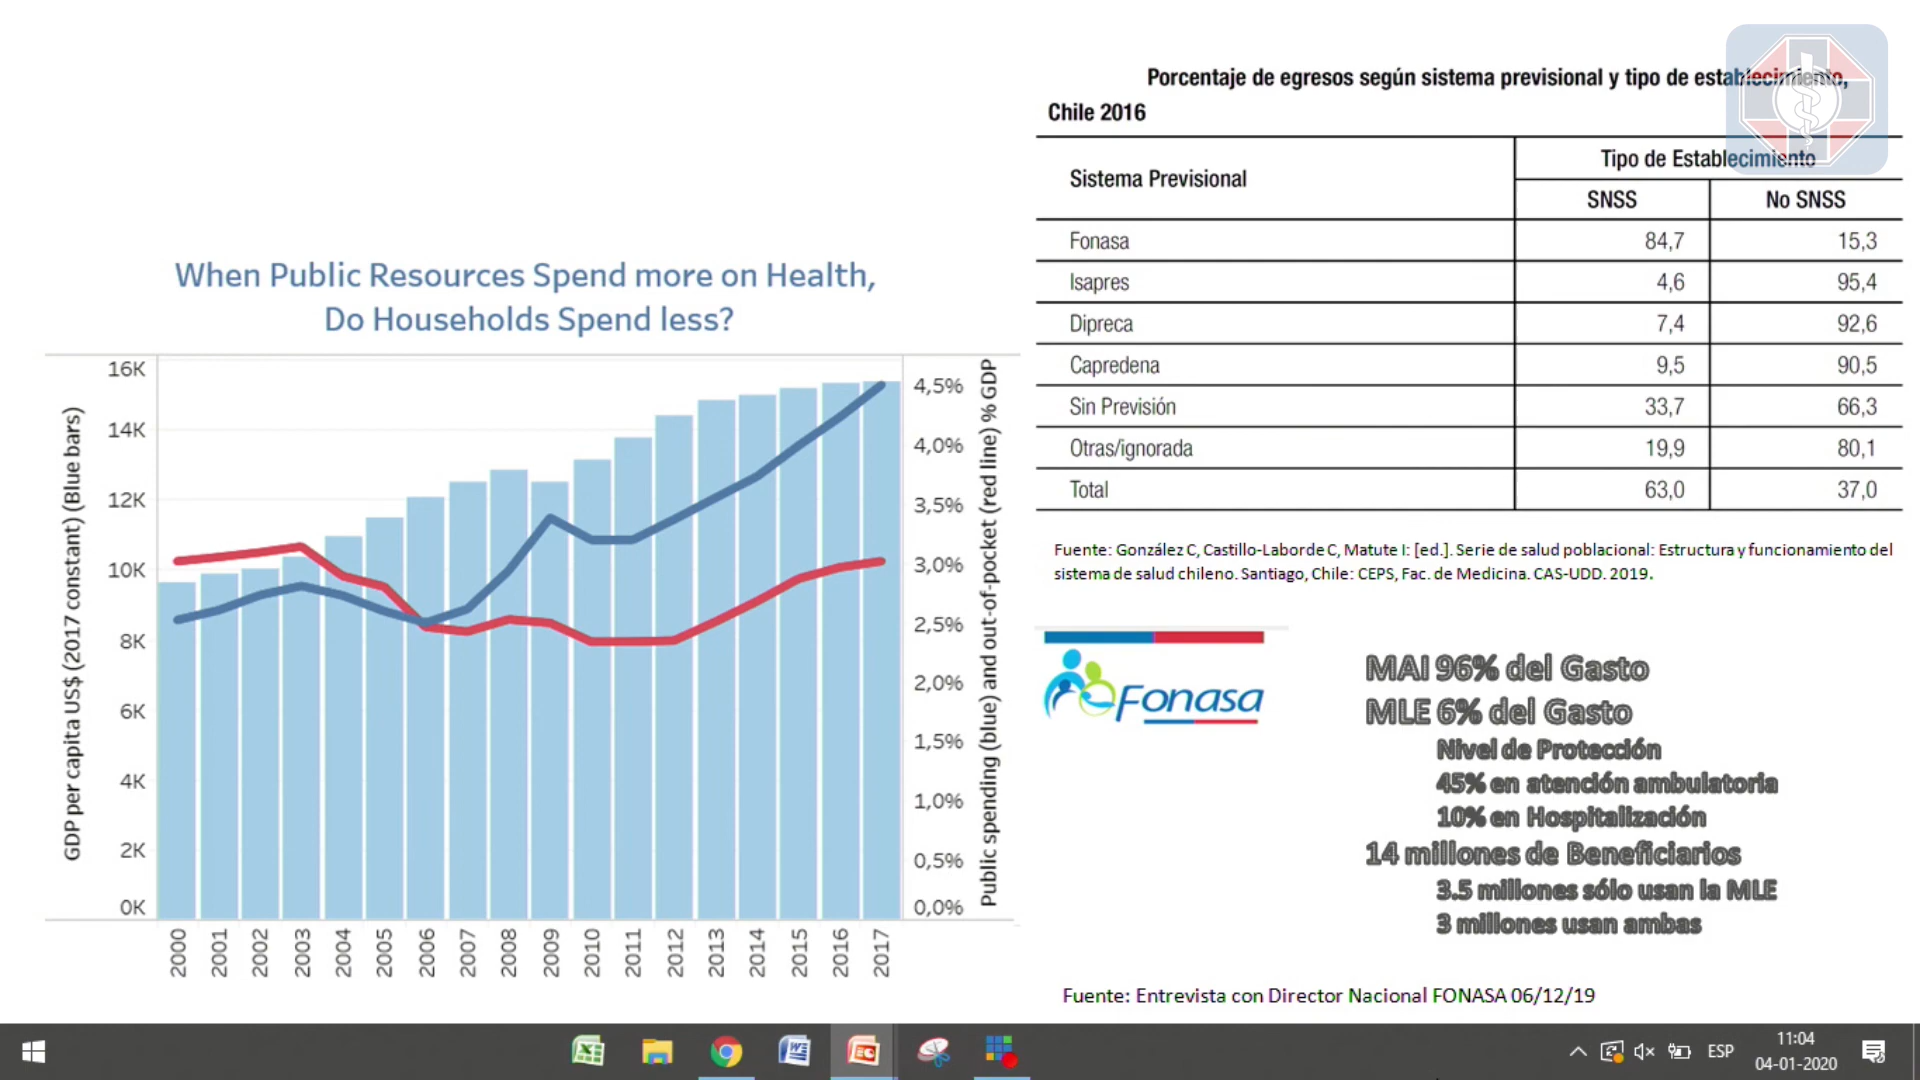 When Public Resources Spend more on Health,
Do Households Spend less?
GDP per capita US$ (2017 constant) (Blue bars)
16K
14K
12K
10K
8K
6K
4K
2K
0K
4,5%
4,0%
3,5%
3,0%
2,5%
2,0%
1,5%
1,0%
0,5%
0,0%
Public spending (blue) and out-of-pocket (red line) % GDP
2000 2001 2002 2003 2004 2005 2006 2007 2008 2009 2010 2011 2012 2013 2014 2015 2016 2017
Porcentaje de egresos según sistema previsional y tipo de establecimiento,
Chile 2016
Sistema Previsional
Tipo de Establecimiento
SNSS No SNSS
Fonasa 84,7 15,3
Isapres 4,6 95,4
Dipreca 7,4 92,6
Capredena 9,5 90,5
Sin Previsión 33,7 66,3
Otras/ignorada 19,9 80,1
Total 63,0 37,0
Fuente: González C, Castillo-Laborde C, Matute I: [ed.]. Serie de salud poblacional: Estructura y funcionamiento del
sistema de salud chileno. Santiago, Chile: CEPS, Fac. de Medicina. CAS-UDD. 2019.
Fonasa
MAI 96% del Gasto
MLE 6% del Gasto
Nivel de Protección
45% en atención ambulatoria
10% en Hospitalización
14 millones de Beneficiarios
3.5 millones sólo usan la MLE
3 millones usan ambas
Fuente: Entrevista con Director Nacional FONASA 06/12/19
ESP
11:04
04-01-2020